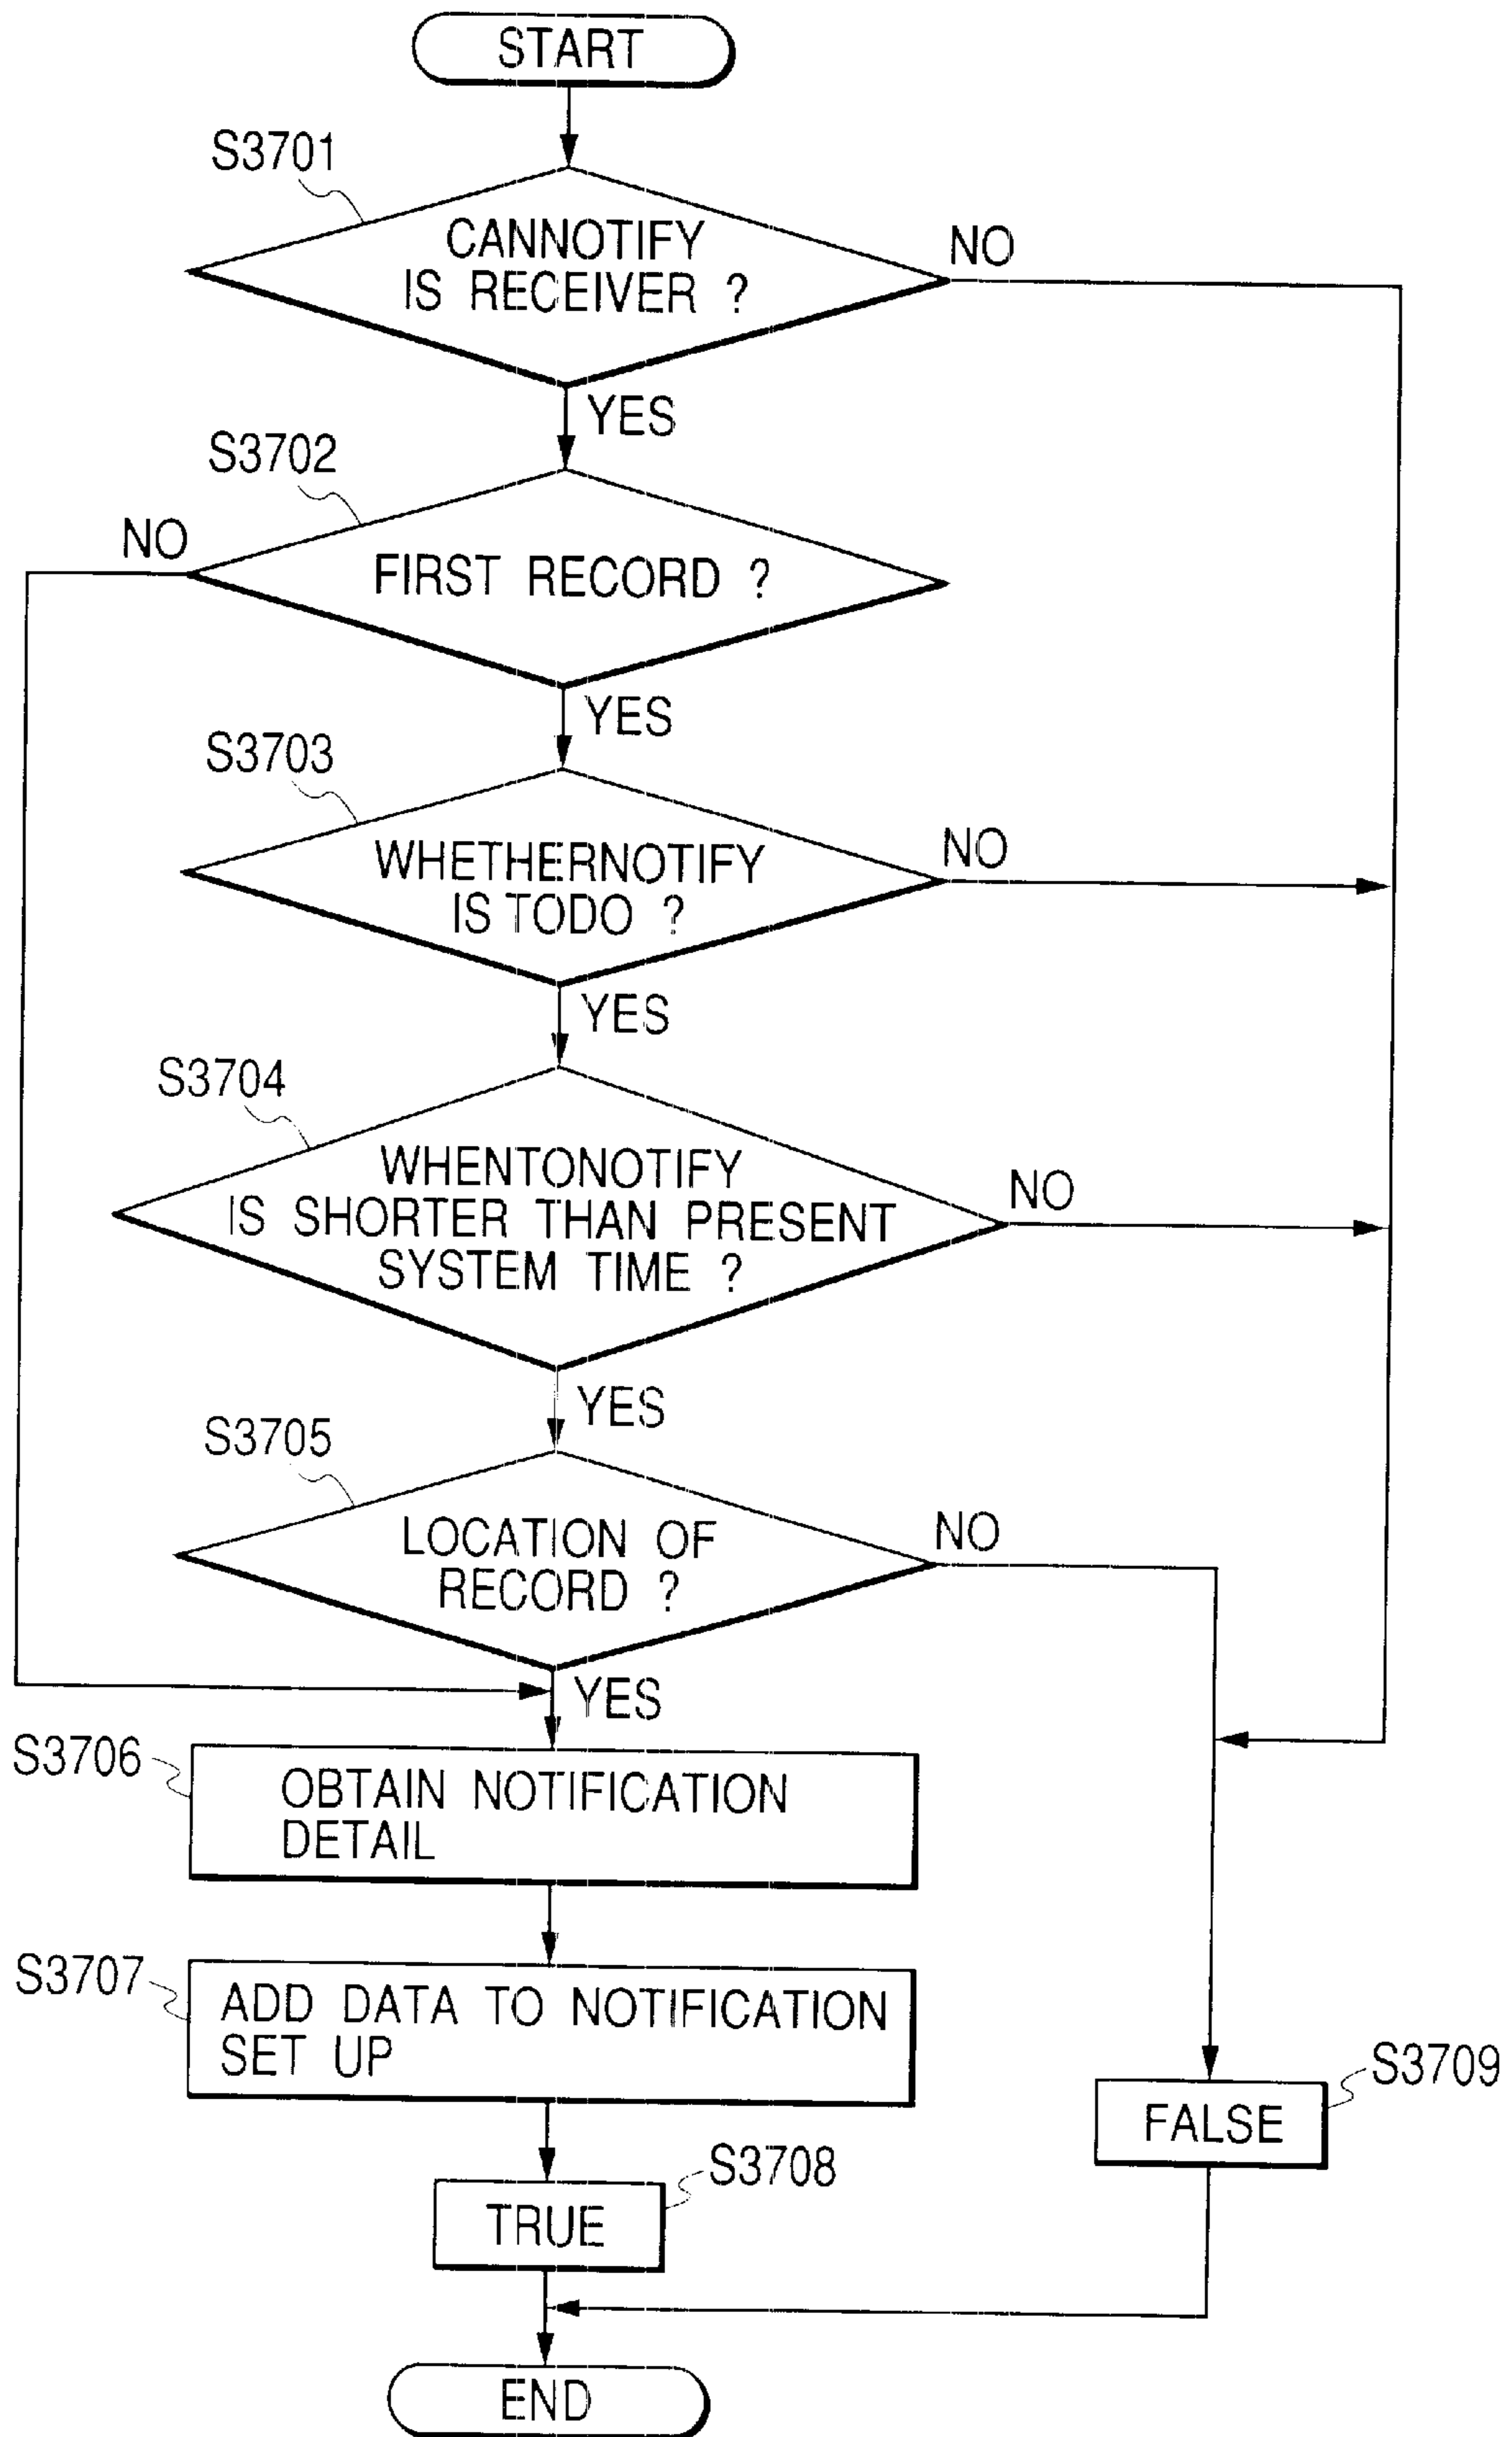 START
S3701
CANNOTIFY
IS RECEIVER ?
NO
YES
S3702
NO
FIRST RECORD ?
YES
S3703
WHETHERNOTIFY
IS TODO ?
NO
YES
S3704
WHENTONOTIFY
IS SHORTER THAN PRESENT
SYSTEM TIME ?
NO
YES
S3705
LOCATION OF
RECORD ?
NO
YES
S3706
OBTAIN NOTIFICATION
DETAIL
S3707
ADD DATA TO NOTIFICATION
SET UP
S3709
FALSE
S3708
TRUE
END